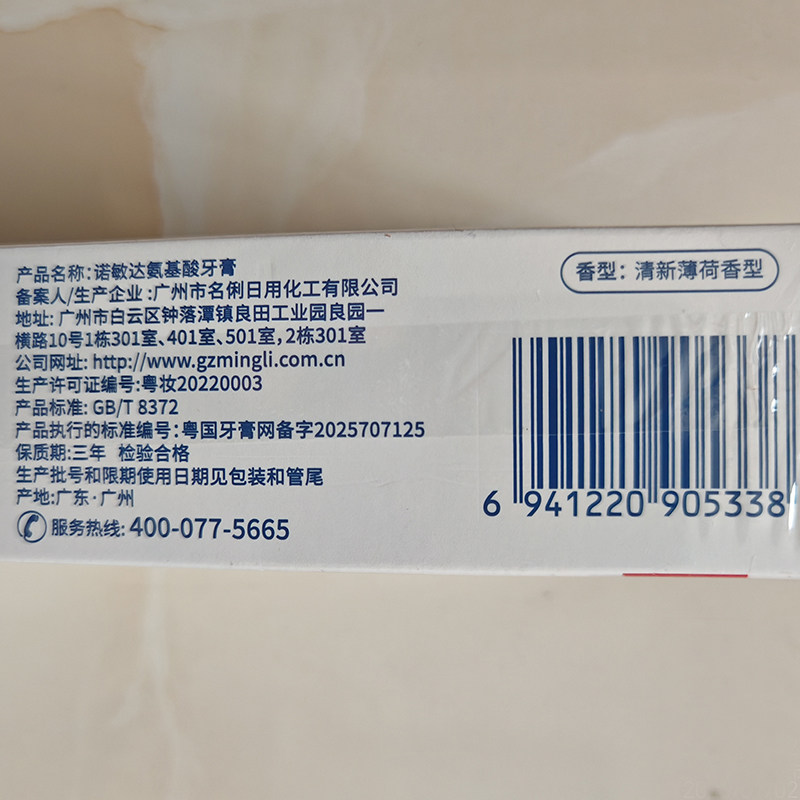 产品名称:诺敏达氨基酸牙膏
备案人/生产企业:广州市名俐日用化工有限公司
地址:广州市白云区钟落潭镇良田工业园良园一
横路10号1栋301室、401室、501室,2栋301室
公司网址: http://www.gzmingli.com.cn
生产许可证编号:粤妆20220003
产品标准: GB/T 8372
产品执行的标准编号:粤国牙膏网备字2025707125
保质期:三年 检验合格
生产批号和限期使用日期见包装和管尾
产地:广东·广州
服务热线: 400-077-5665
香型: 清新薄荷香型
6 941220 905338